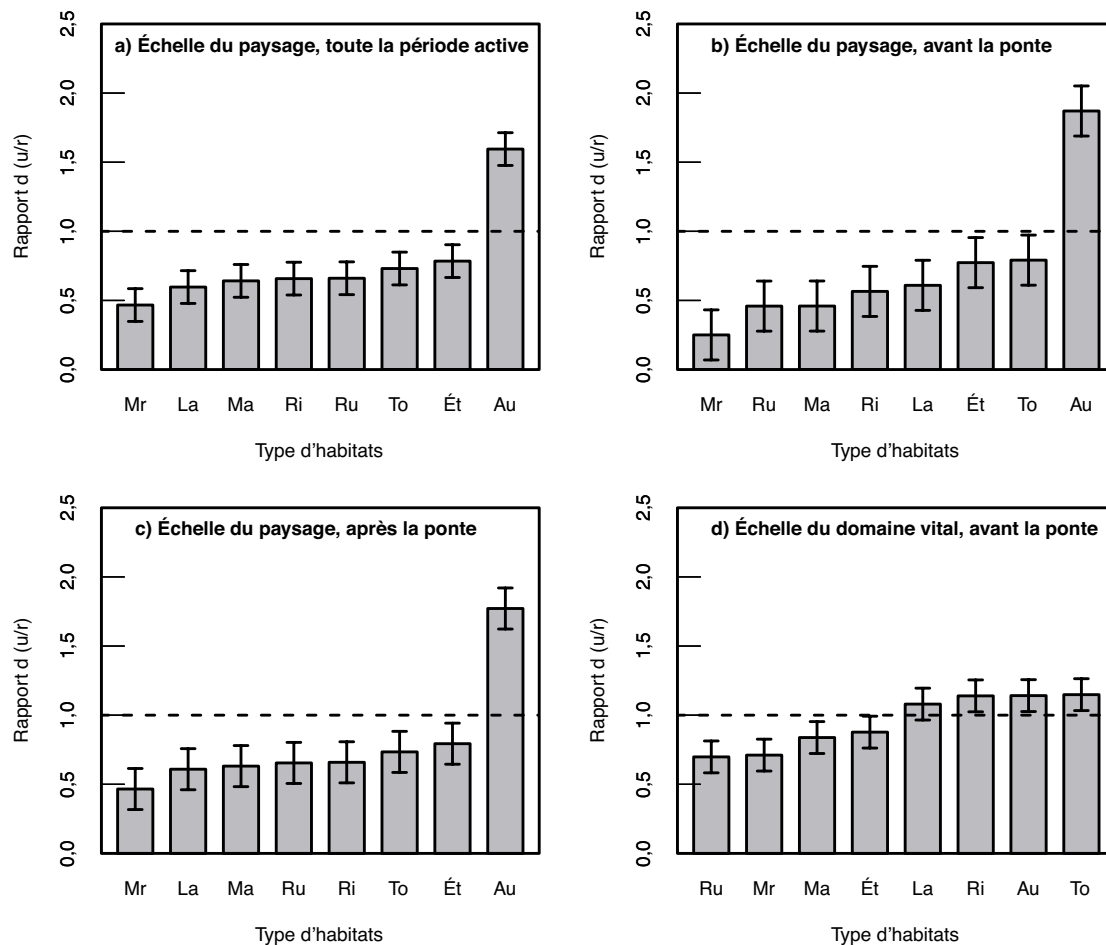 a) Échelle du paysage, toute la période active
Rapport d (u/r)
2,5
2,0
1,5
1,0
0,5
0,0
Mr La Ma Ri Ru To Ét Au
Type d'habitats
b) Échelle du paysage, avant la ponte
Rapport d (u/r)
2,5
2,0
1,5
1,0
0,5
0,0
Mr Ru Ma Ri La Ét To Au
Type d'habitats
c) Échelle du paysage, après la ponte
Rapport d (u/r)
2,5
2,0
1,5
1,0
0,5
0,0
Mr La Ma Ru Ri To Ét Au
Type d'habitats
d) Échelle du domaine vital, avant la ponte
Rapport d (u/r)
2,5
2,0
1,5
1,0
0,5
0,0
Ru Mr Ma Ét La Ri Au To
Type d'habitats